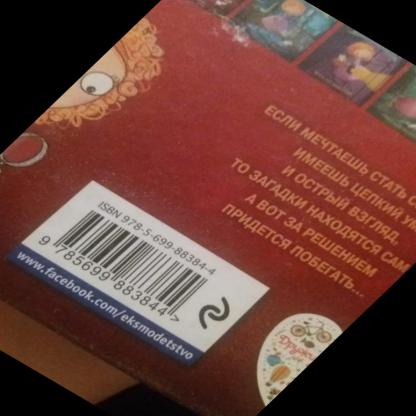 ЕСЛИ МЕЧТАЕШЬ СТАТЬ
ИМЕЕШЬ ЦЕПКИЙ
И ОСТРЫЙ ВЗГЛЯД,
ТО ЗАГАДКИ НАХОДЯТСЯ САМ
А ВОТ ЗА РЕШЕНИЕМ
ПРИДЕТСЯ ПОБЕГАТЬ...
ISBN 978-5-699-88384-4
9 785699 883844 >
www.facebook.com/eksmodetstvo